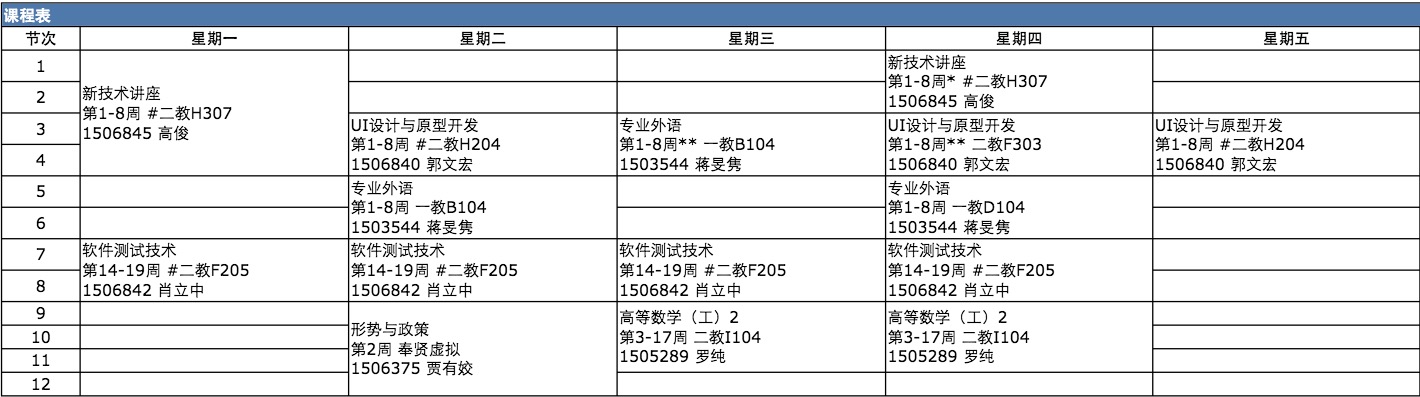 课程表
节次 星期一 星期二 星期三 星期四 星期五
1
2
3
4
5
6
7
8
9
10
11
12
新技术讲座
第1-8周 #二教H307
1506845 高俊
新技术讲座
第1-8周* #二教H307
1506845 高俊
UI设计与原型开发
第1-8周 #二教H204
1506840 郭文宏
专业外语
第1-8周** 一教B104
1503544 蒋旻隽
UI设计与原型开发
第1-8周** 二教F303
1506840 郭文宏
UI设计与原型开发
第1-8周 #二教H204
1506840 郭文宏
专业外语
第1-8周 一教B104
1503544 蒋旻隽
专业外语
第1-8周 一教D104
1503544 蒋旻隽
软件测试技术
第14-19周 #二教F205
1506842 肖立中
软件测试技术
第14-19周 #二教F205
1506842 肖立中
软件测试技术
第14-19周 #二教F205
1506842 肖立中
软件测试技术
第14-19周 #二教F205
1506842 肖立中
形势与政策
第2周 奉贤虚拟
1506375 贾有姣
高等数学（工）2
第3-17周 二教I104
1505289 罗纯
高等数学（工）2
第3-17周 二教I104
1505289 罗纯